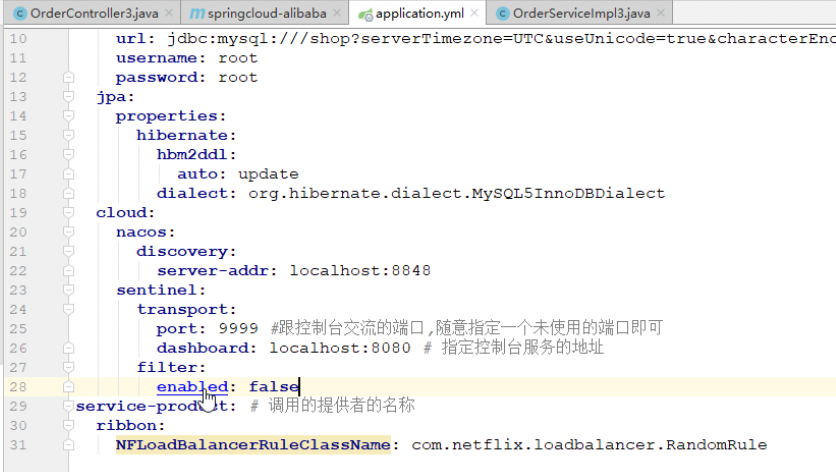 OrderController3.java springcloud-alibaba application.yml OrderServiceImpl3.java
10 url: jdbc:mysql:///shop?serverTimezone=UTC&useUnicode=true&characterEnc
11 username: root
12 password: root
13 jpa:
14 properties:
15 hibernate:
16 hbm2ddl:
17 auto: update
18 dialect: org.hibernate.dialect.MySQL5InnoDBDialect
19 cloud:
20 nacos:
21 discovery:
22 server-addr: localhost:8848
23 sentinel:
24 transport:
25 port: 9999 #跟控制台交流的端口,随意指定一个未使用的端口即可
26 dashboard: localhost:8080 # 指定控制台服务的地址
27 filter:
28 enabled: false
29 service-product: # 调用的提供者的名称
30 ribbon:
31 NFLoadBalancerRuleClassName: com.netflix.loadbalancer.RandomRule